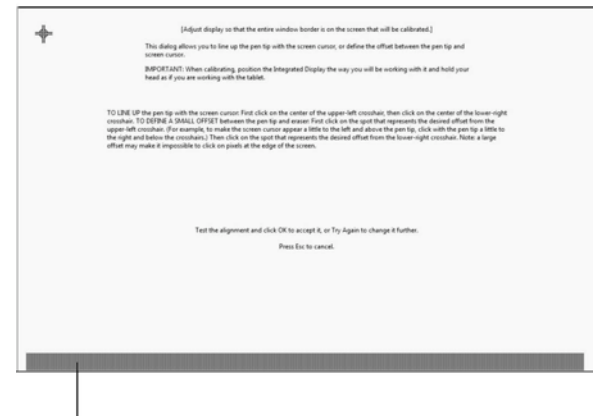 [Adjust display so that the entire window border is on the screen that will be calibrated.]
This dialog allows you to line up the pen tip with the screen cursor, or define the offset between the pen tip and
screen cursor.
IMPORTANT: When calibrating, position the Integrated Display the way you will be working with it and hold your
head as if you are working with the tablet.
TO LINE UP the pen tip with the screen cursor: First click on the center of the upper-left crosshair, then click on the center of the lower-right
crosshair. TO DEFINE A SMALL OFFSET between the pen tip and eraser: First click on the spot that represents the desired offset from the
upper-left crosshair. (For example, to make the screen cursor appear a little to the left and above the pen tip, click with the pen tip a little to
the right and below the crosshairs.) Then click on the spot that represents the desired offset from the lower-right crosshair. Note: a large
offset may make it impossible to click on pixels at the edge of the screen.
Test the alignment and click OK to accept it, or Try Again to change it further.
Press Esc to cancel.